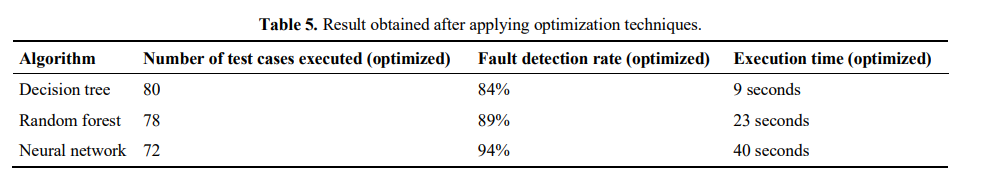 Table 5. Result obtained after applying optimization techniques.
Algorithm Number of test cases executed (optimized) Fault detection rate (optimized) Execution time (optimized)
Decision tree 80 84% 9 seconds
Random forest 78 89% 23 seconds
Neural network 72 94% 40 seconds